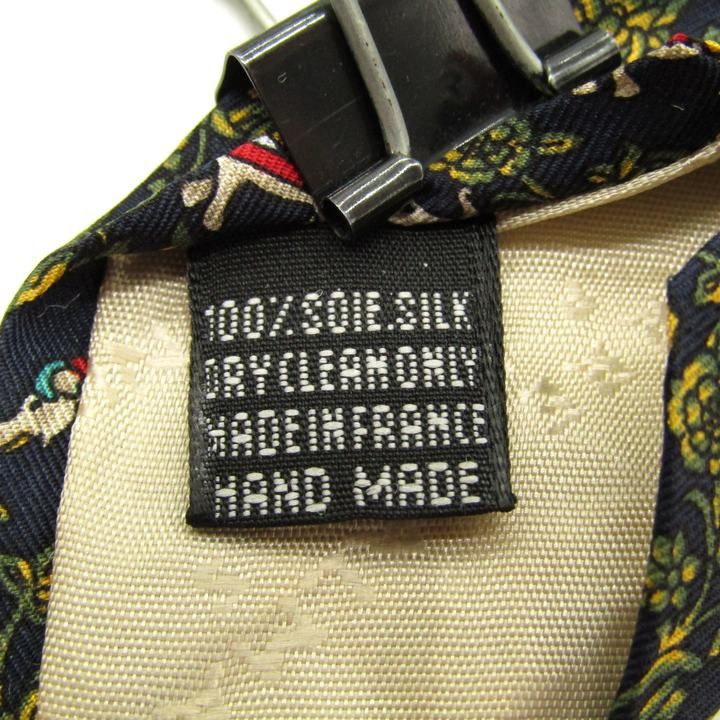 100% SOIE.SILK
DRY CLEAN ONLY
MADE IN FRANCE
HAND MADE